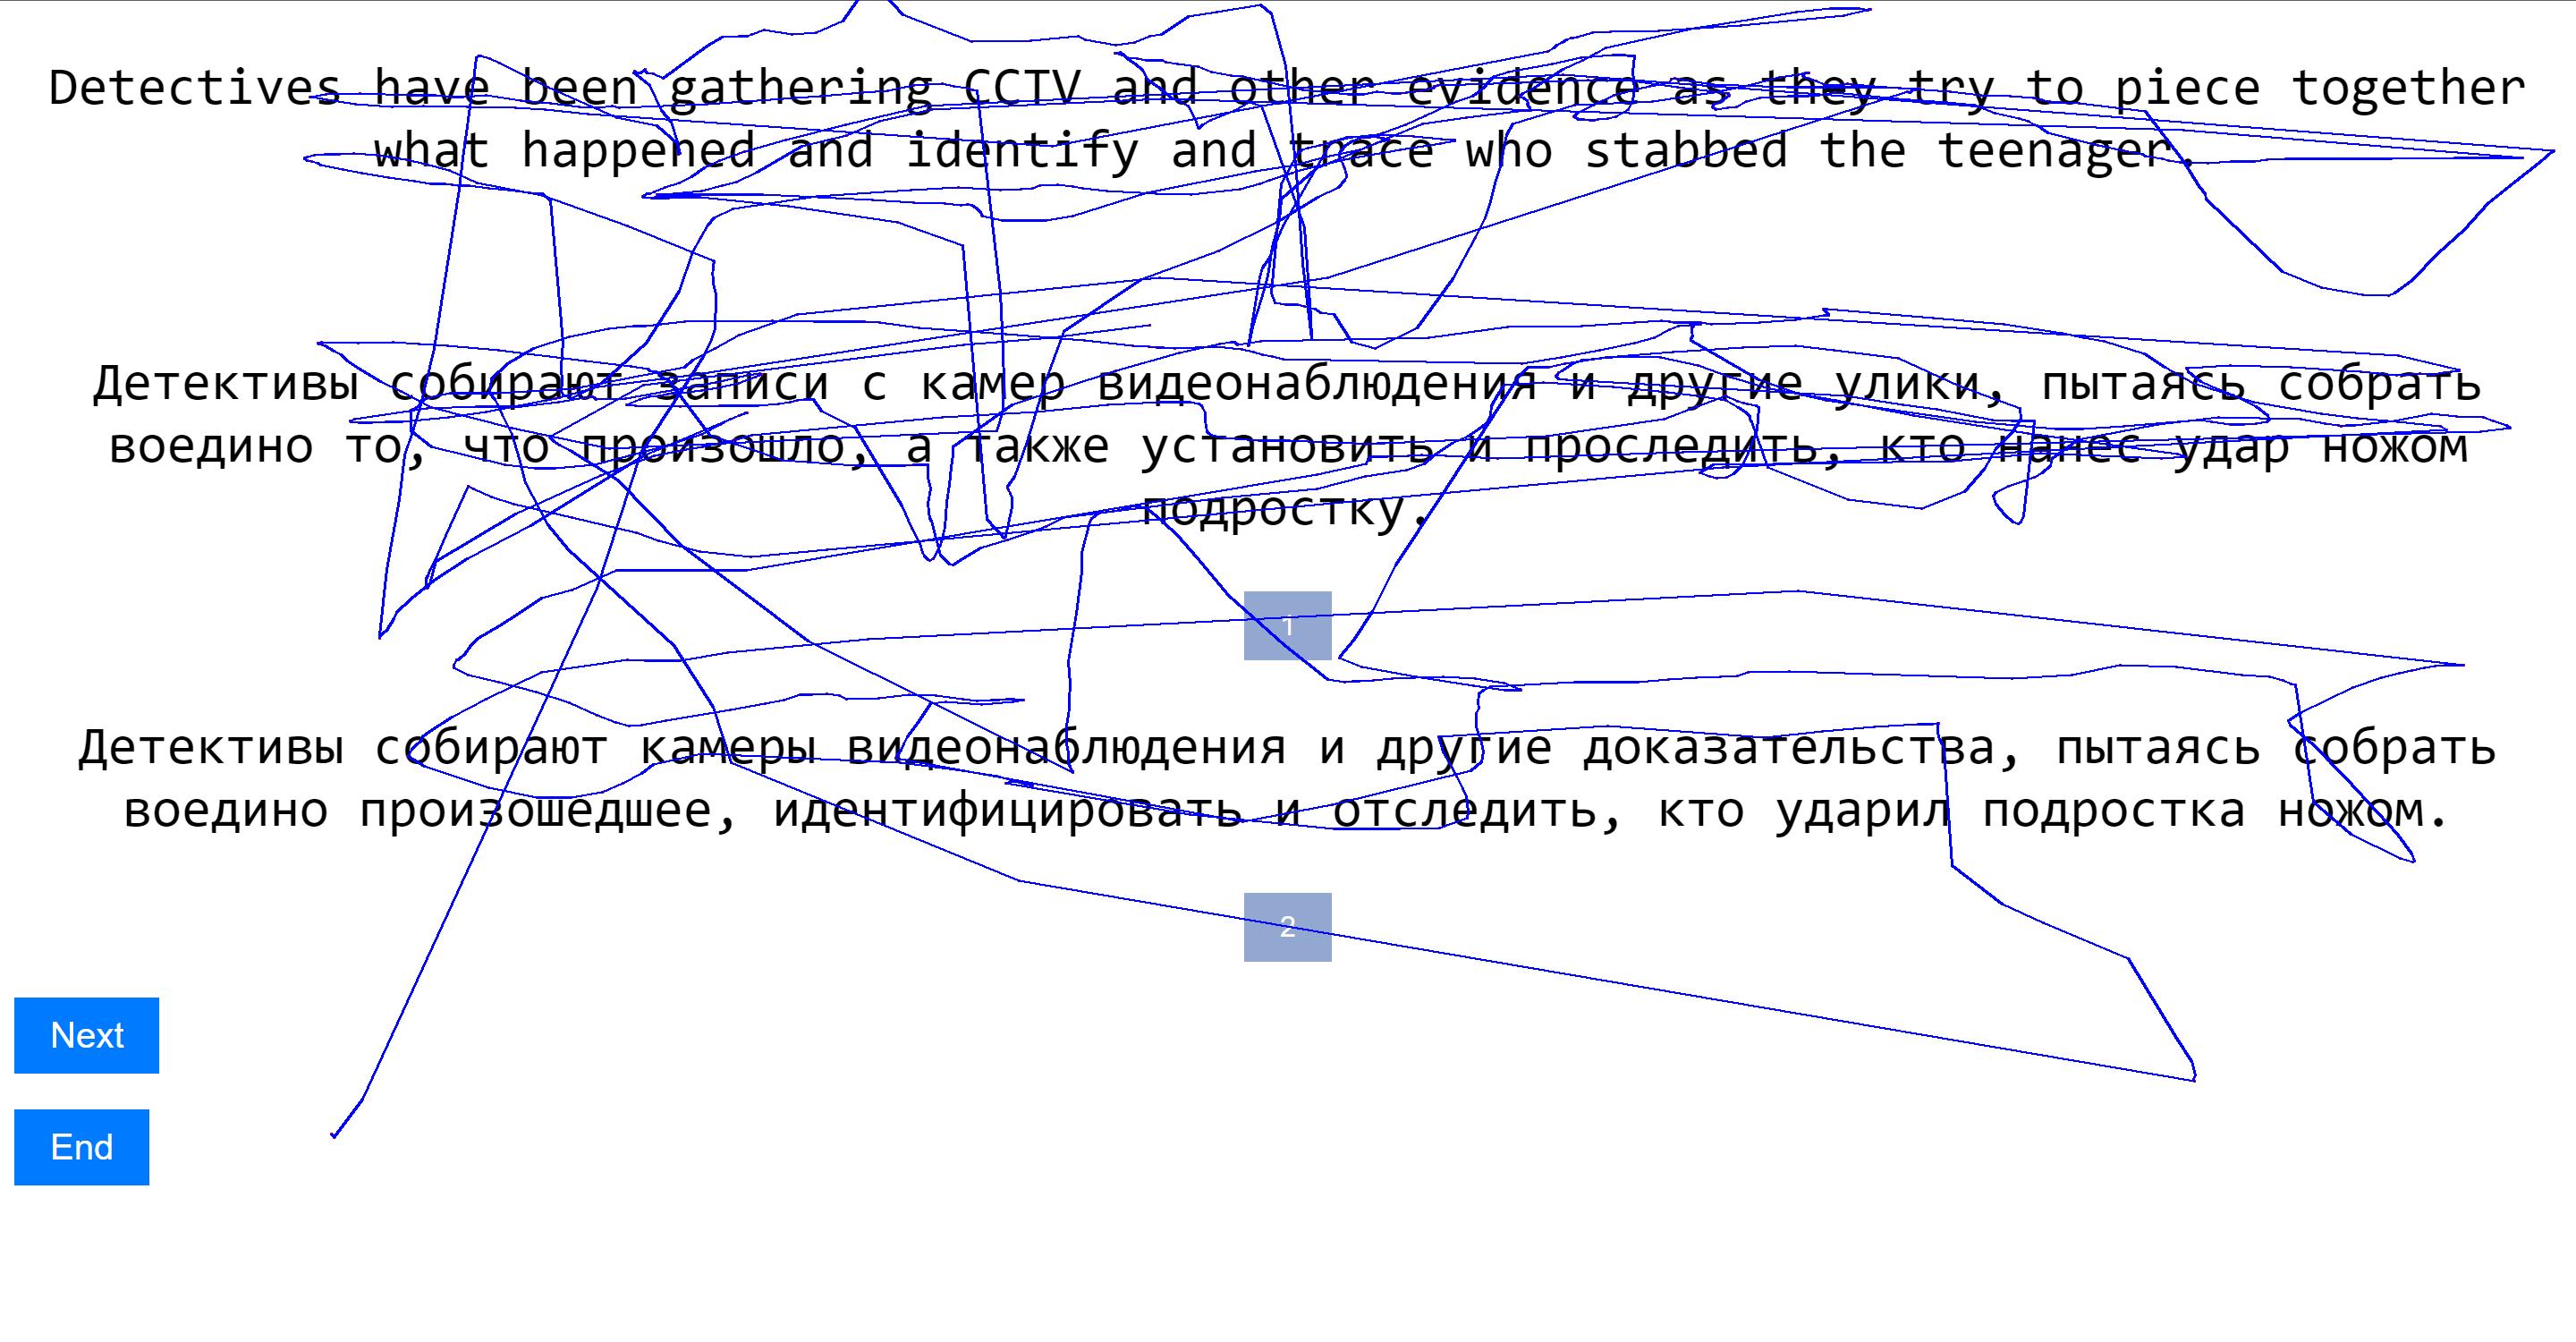 Detectives have been gathering CCTV and other evidence as they try to piece together
what happened and identify and trace who stabbed the teenager.
Детективы собирают записи с камер видеонаблюдения и другие улики, пытаясь собрать
воедино то, что произошло, а также установить и проследить, кто нанес удар ножом
подростку.
1
Детективы собирают камеры видеонаблюдения и другие доказательства, пытаясь собрать
воедино произошедшее, идентифицировать и отследить, кто ударил подростка ножом.
2
Next
End